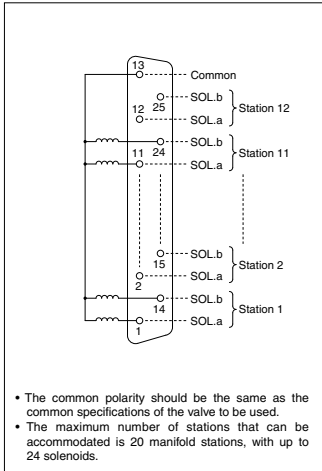 13
Common
SOL.b
25
12
SOL.a
Station 12
SOL.b
24
11
SOL.a
Station 11
SOL.b
15
SOL.a
2
Station 2
SOL.b
14
SOL.a
1
Station 1
• The common polarity should be the same as the
common specifications of the valve to be used.
• The maximum number of stations that can be
accommodated is 20 manifold stations, with up to
24 solenoids.